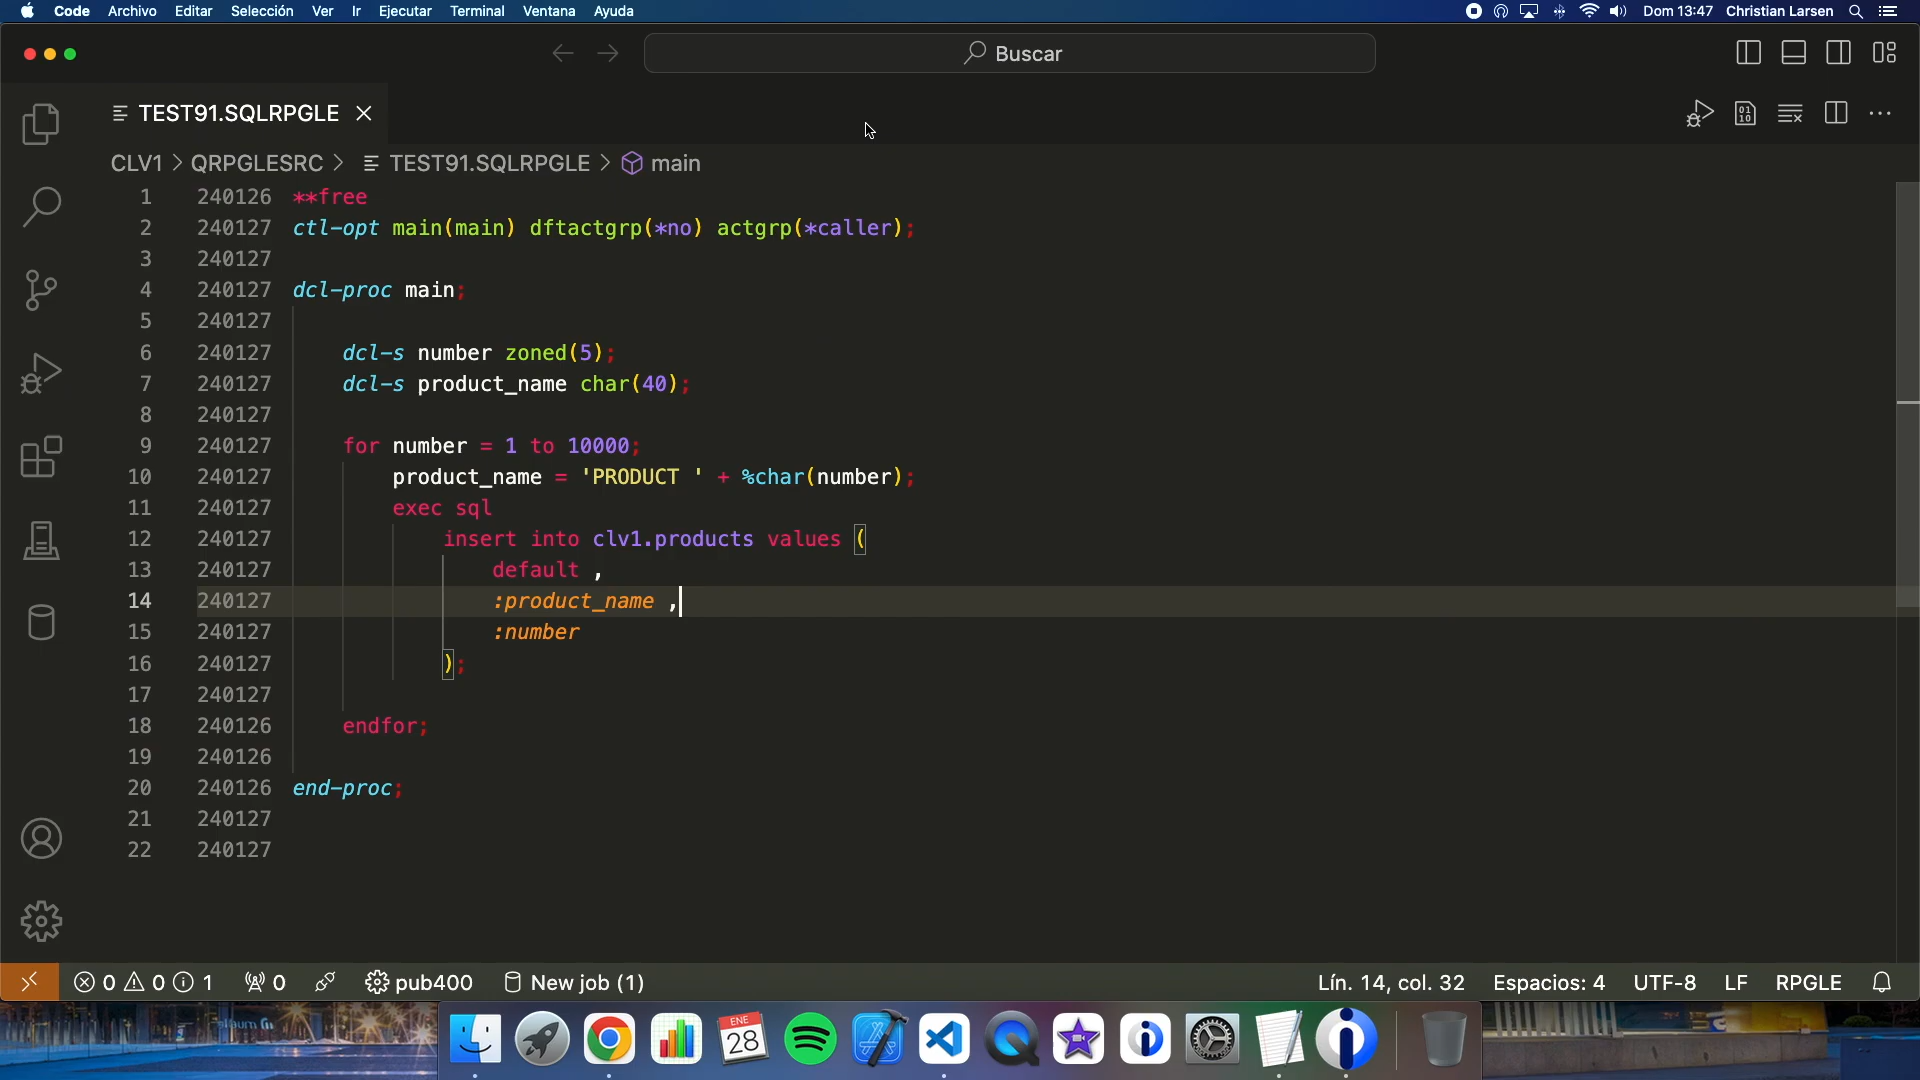 Code Archivo Editar Selección Ver Ir Ejecutar Terminal Ventana Ayuda Dom 13:47 Christian Larsen
Buscar
TEST91.SQLRPGLE
CLV1 > QRPGLESRC > TEST91.SQLRPGLE > main
1 240126 **free
2 240127 ctl-opt main(main) dftactgrp(*no) actgrp(*caller);
3 240127
4 240127 dcl-proc main;
5 240127
6 240127 dcl-s number zoned(5);
7 240127 dcl-s product_name char(40);
8 240127
9 240127 for number = 1 to 10000;
10 240127 product_name = 'PRODUCT ' + %char(number);
11 240127 exec sql
12 240127 insert into clv1.products values (
13 240127 default ,
14 240127 :product_name ,
15 240127 :number
16 240127 );
17 240127
18 240126 endfor;
19 240126
20 240126 end-proc;
21 240127
22 240127
0 0 1 0 pub400 New job (1) Lín. 14, col. 32 Espacios: 4 UTF-8 LF RPGLE
ENE
28